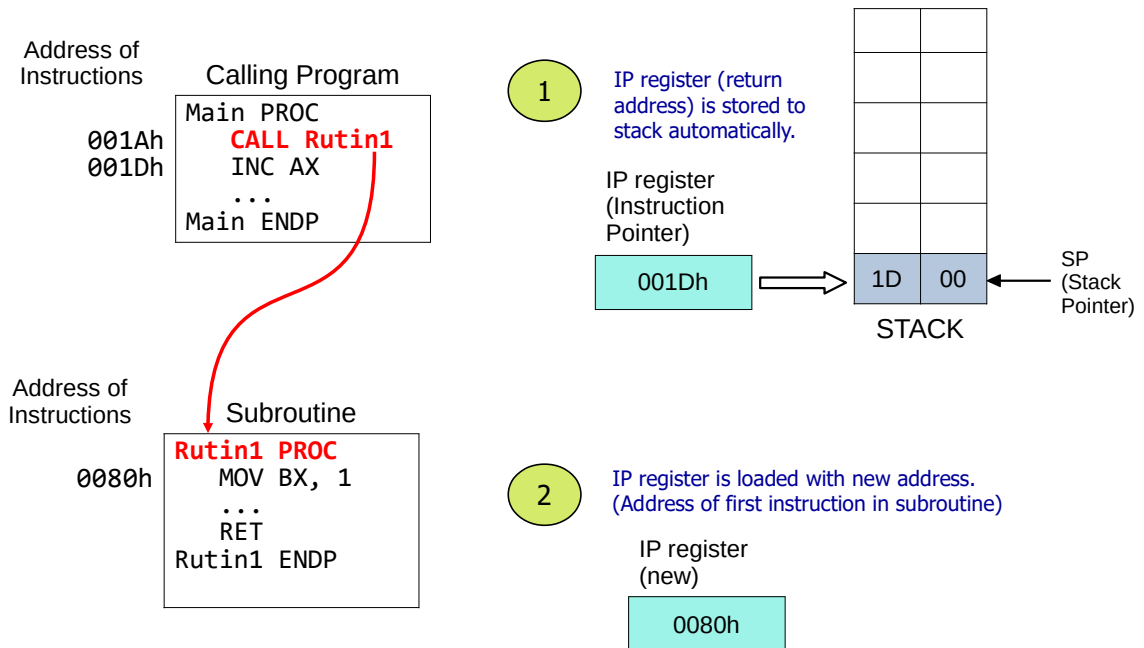 Address of
Instructions
Calling Program
Main PROC
001Ah CALL Rutin1
001Dh INC AX
...
Main ENDP
1
IP register (return
address) is stored to
stack automatically.
IP register
(Instruction
Pointer)
001Dh
1D 00
SP
(Stack
Pointer)
STACK
Address of
Instructions
Subroutine
Rutin1 PROC
0080h MOV BX, 1
...
RET
Rutin1 ENDP
2
IP register is loaded with new address.
(Address of first instruction in subroutine)
IP register
(new)
0080h